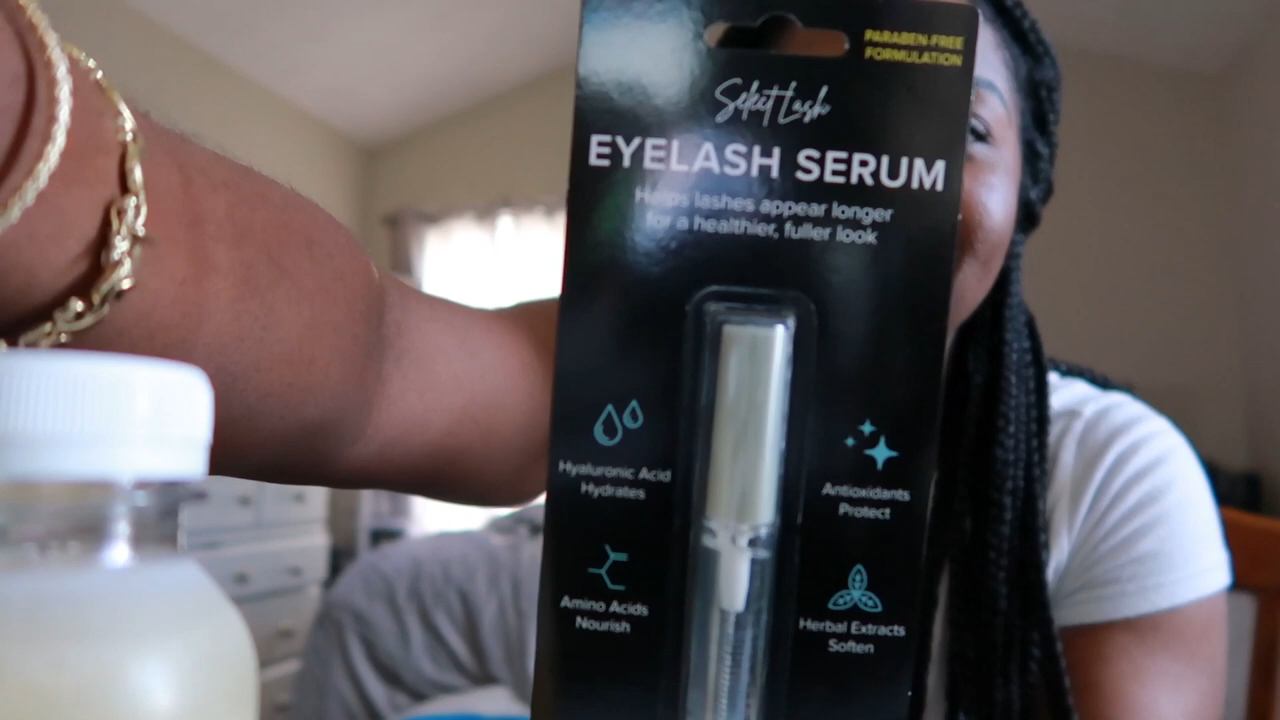 PARABEN-FREE
FORMULATION
Select Lash
EYELASH SERUM
Helps lashes appear longer
for a healthier, fuller look
Hyaluronic Acid
Hydrates
Antioxidants
Protect
Amino Acids
Nourish
Herbal Extracts
Soften